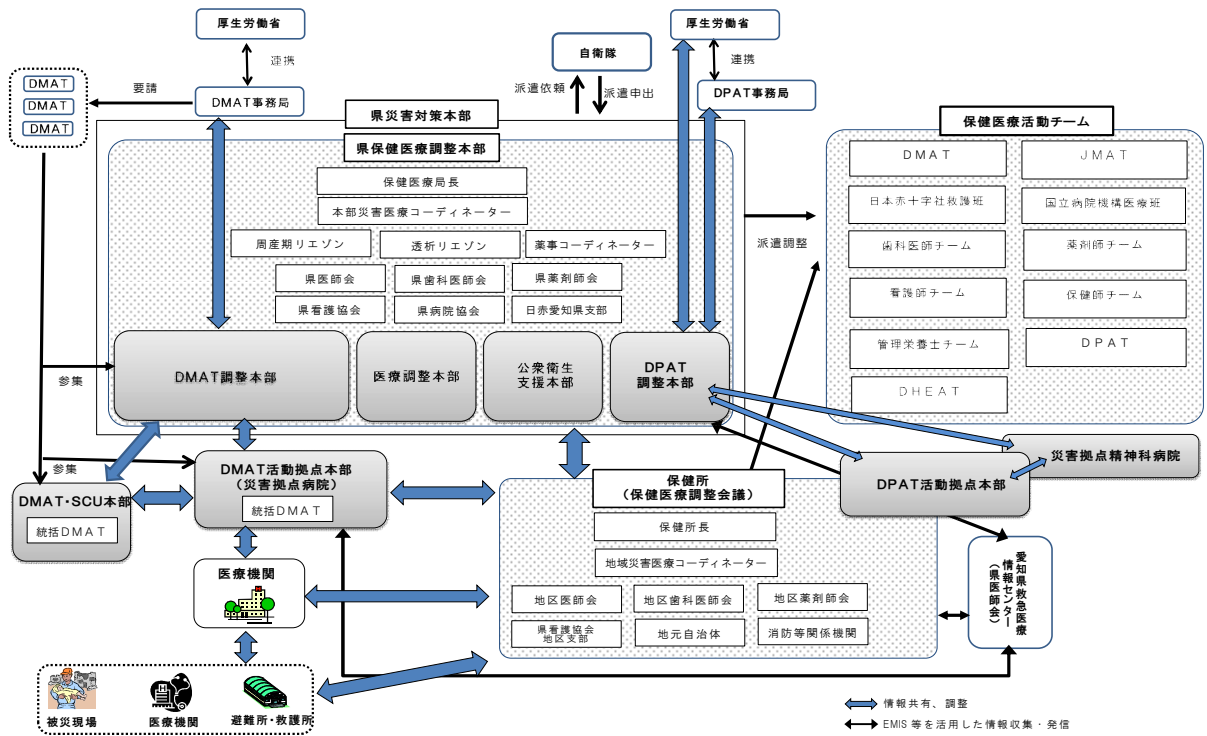 厚生労働省
連携
DMAT事務局
要請
DMAT
DMAT
DMAT
自衛隊
派遣依頼
派遣申出
厚生労働省
連携
DPAT事務局
県災害対策本部
県保健医療調整本部
保健医療局長
本部災害医療コーディネーター
周産期リエゾン
透析リエゾン
薬事コーディネーター
県医師会
県歯科医師会
県薬剤師会
県看護協会
県病院協会
日赤愛知県支部
DMAT調整本部
医療調整本部
公衆衛生
支援本部
DPAT
調整本部
派遣調整
保健医療活動チーム
DMAT
JMAT
日本赤十字社救護班
国立病院機構医療班
歯科医師チーム
薬剤師チーム
看護師チーム
保健師チーム
管理栄養士チーム
DPAT
DHEAT
参集
参集
DMAT・SCU本部
統括DMAT
DMAT活動拠点本部
（災害拠点病院）
統括DMAT
災害拠点精神科病院
DPAT活動拠点本部
保健所
（保健医療調整会議）
保健所長
地域災害医療コーディネーター
地区医師会
地区歯科医師会
地区薬剤師会
県看護協会
地区支部
地元自治体
消防等関係機関
愛知県救急医療
情報センター
（県医師会）
医療機関
被災現場
医療機関
避難所・救護所
情報共有、調整
EMIS等を活用した情報収集・発信